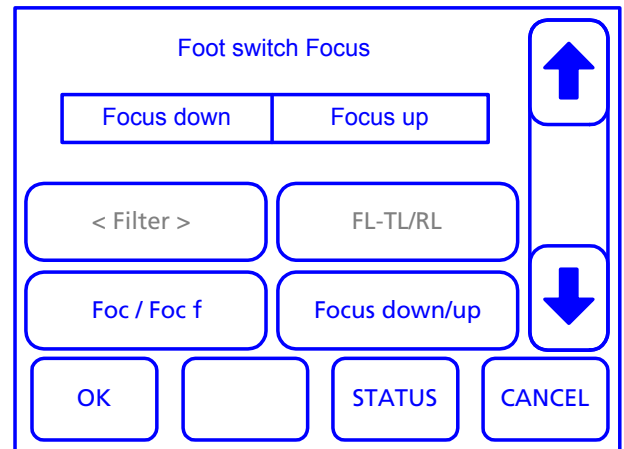 Foot switch Focus
Focus down Focus up
< Filter > FL-TL/RL
Foc / Foc f Focus down/up
OK STATUS CANCEL